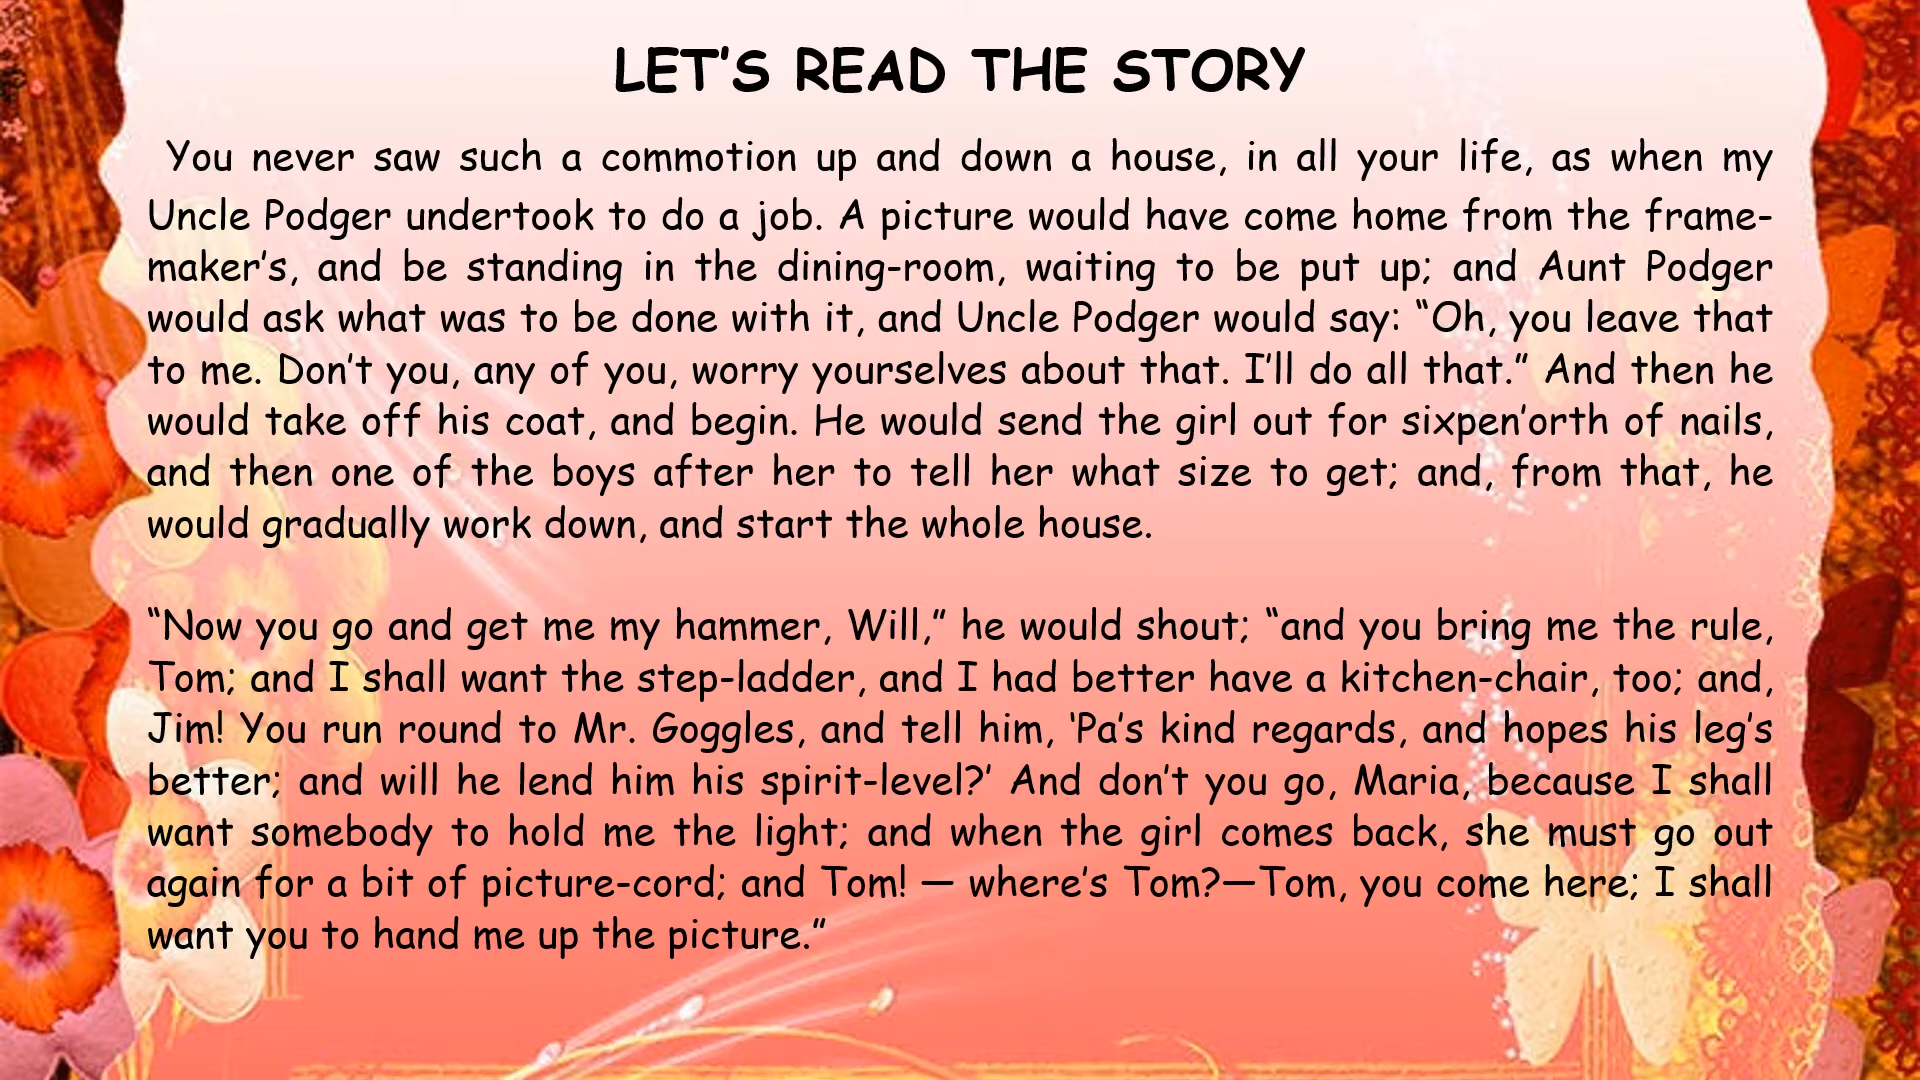 LET’S READ THE STORY
You never saw such a commotion up and down a house, in all your life, as when my
Uncle Podger undertook to do a job. A picture would have come home from the frame-
maker’s, and be standing in the dining-room, waiting to be put up; and Aunt Podger
would ask what was to be done with it, and Uncle Podger would say: “Oh, you leave that
to me. Don’t you, any of you, worry yourselves about that. I’ll do all that.” And then he
would take off his coat, and begin. He would send the girl out for sixpen’orth of nails,
and then one of the boys after her to tell her what size to get; and, from that, he
would gradually work down, and start the whole house.
“Now you go and get me my hammer, Will,” he would shout; “and you bring me the rule,
Tom; and I shall want the step-ladder, and I had better have a kitchen-chair, too; and,
Jim! You run round to Mr. Goggles, and tell him, ‘Pa’s kind regards, and hopes his leg’s
better; and will he lend him his spirit-level?’ And don’t you go, Maria, because I shall
want somebody to hold me the light; and when the girl comes back, she must go out
again for a bit of picture-cord; and Tom! — where’s Tom?—Tom, you come here; I shall
want you to hand me up the picture.”